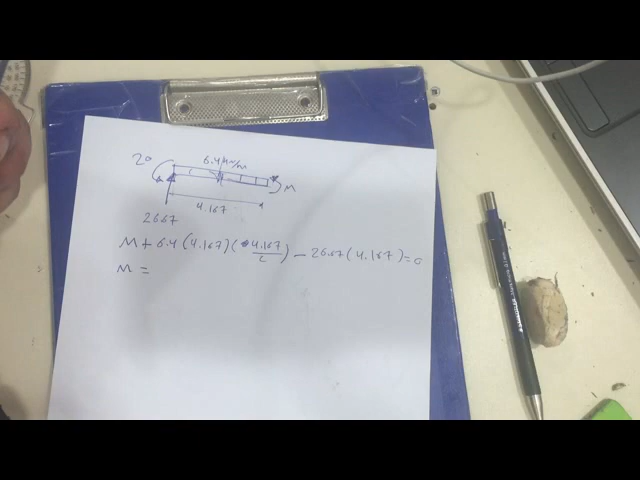 20
6.4 kN/m
M
4.167
26.67
M + 6.4 (4.167) ( 4.167 / 2 ) - 26.67 (4.167) = 0
M =